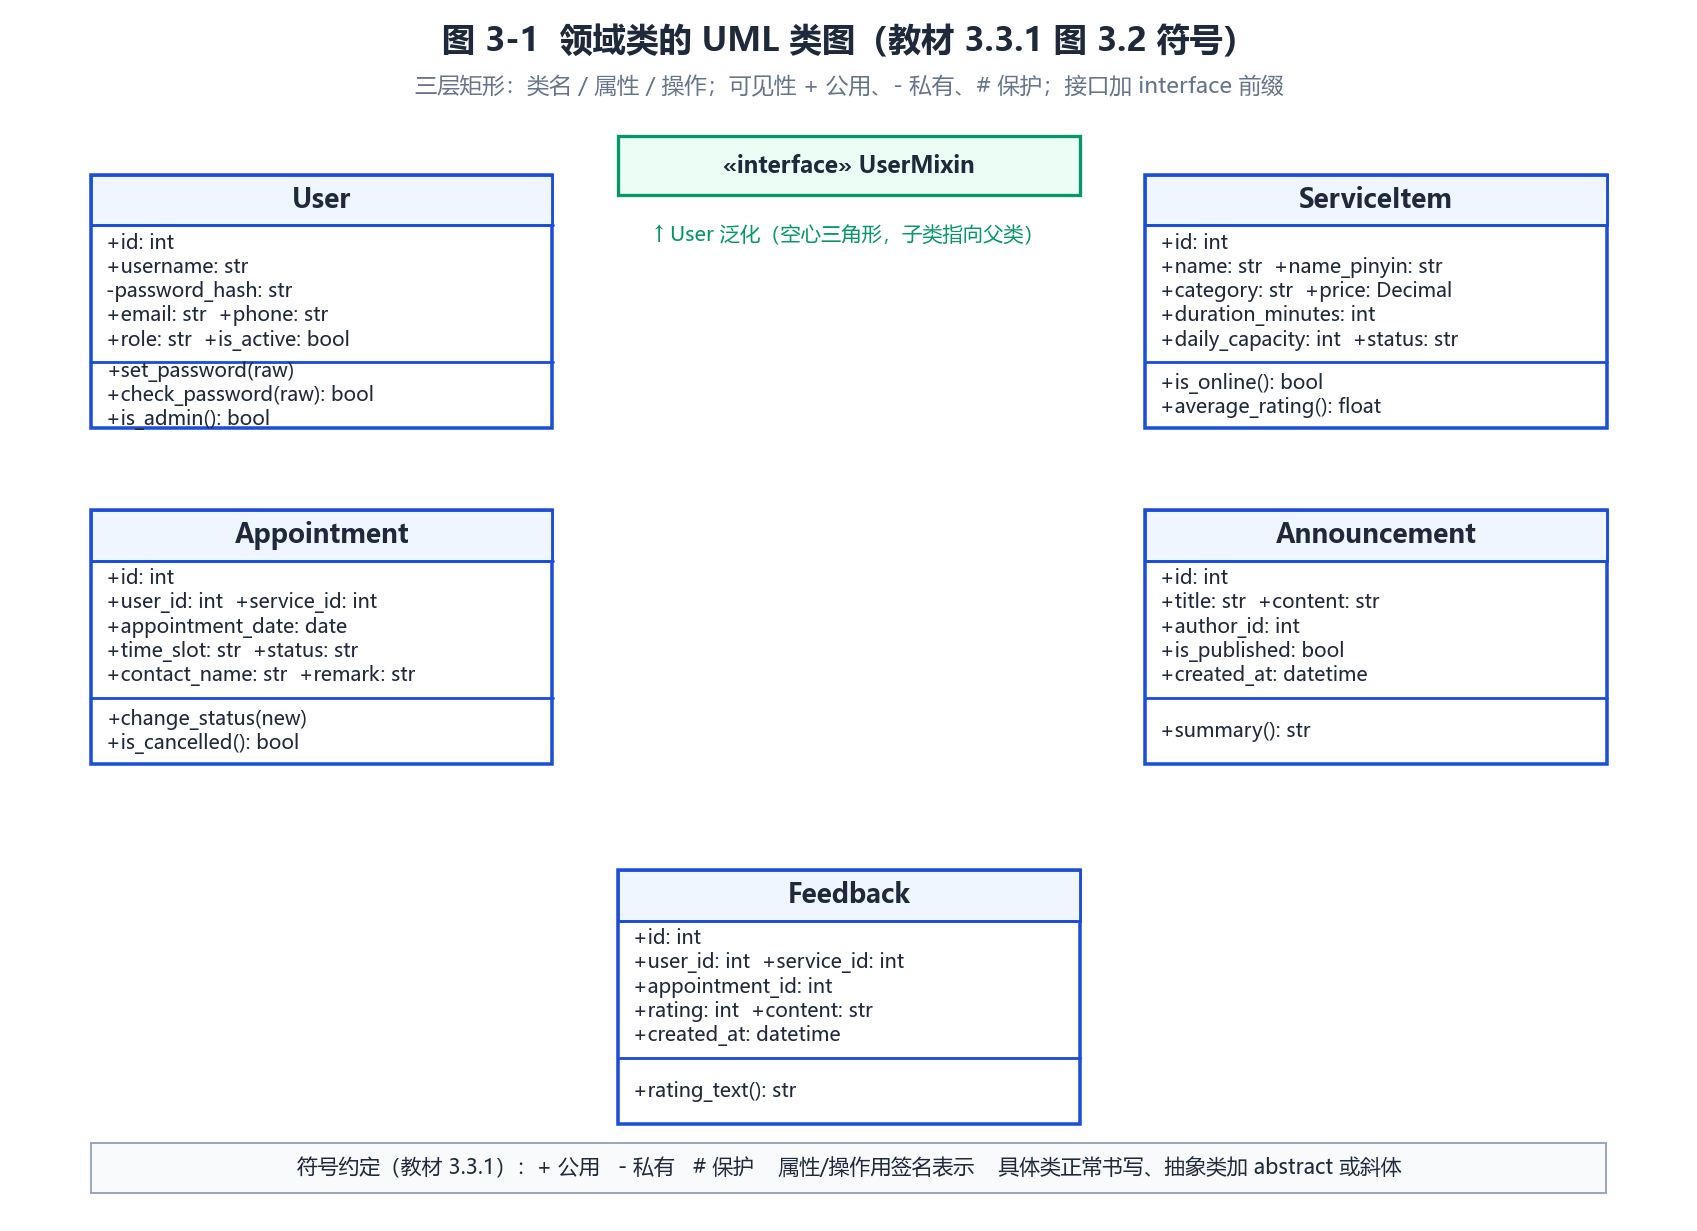 图 3-1  领域类的 UML 类图（教材 3.3.1 图 3.2 符号）
三层矩形：类名 / 属性 / 操作；可见性 + 公用、- 私有、# 保护；接口加 interface 前缀
«interface» UserMixin
↑ User 泛化（空心三角形，子类指向父类）
User
+id: int
+username: str
-password_hash: str
+email: str  +phone: str
+role: str  +is_active: bool
+set_password(raw)
+check_password(raw): bool
+is_admin(): bool
ServiceItem
+id: int
+name: str  +name_pinyin: str
+category: str  +price: Decimal
+duration_minutes: int
+daily_capacity: int  +status: str
+is_online(): bool
+average_rating(): float
Appointment
+id: int
+user_id: int  +service_id: int
+appointment_date: date
+time_slot: str  +status: str
+contact_name: str  +remark: str
+change_status(new)
+is_cancelled(): bool
Announcement
+id: int
+title: str  +content: str
+author_id: int
+is_published: bool
+created_at: datetime
+summary(): str
Feedback
+id: int
+user_id: int  +service_id: int
+appointment_id: int
+rating: int  +content: str
+created_at: datetime
+rating_text(): str
符号约定（教材 3.3.1）：+ 公用   - 私有   # 保护    属性/操作用签名表示    具体类正常书写、抽象类加 abstract 或斜体